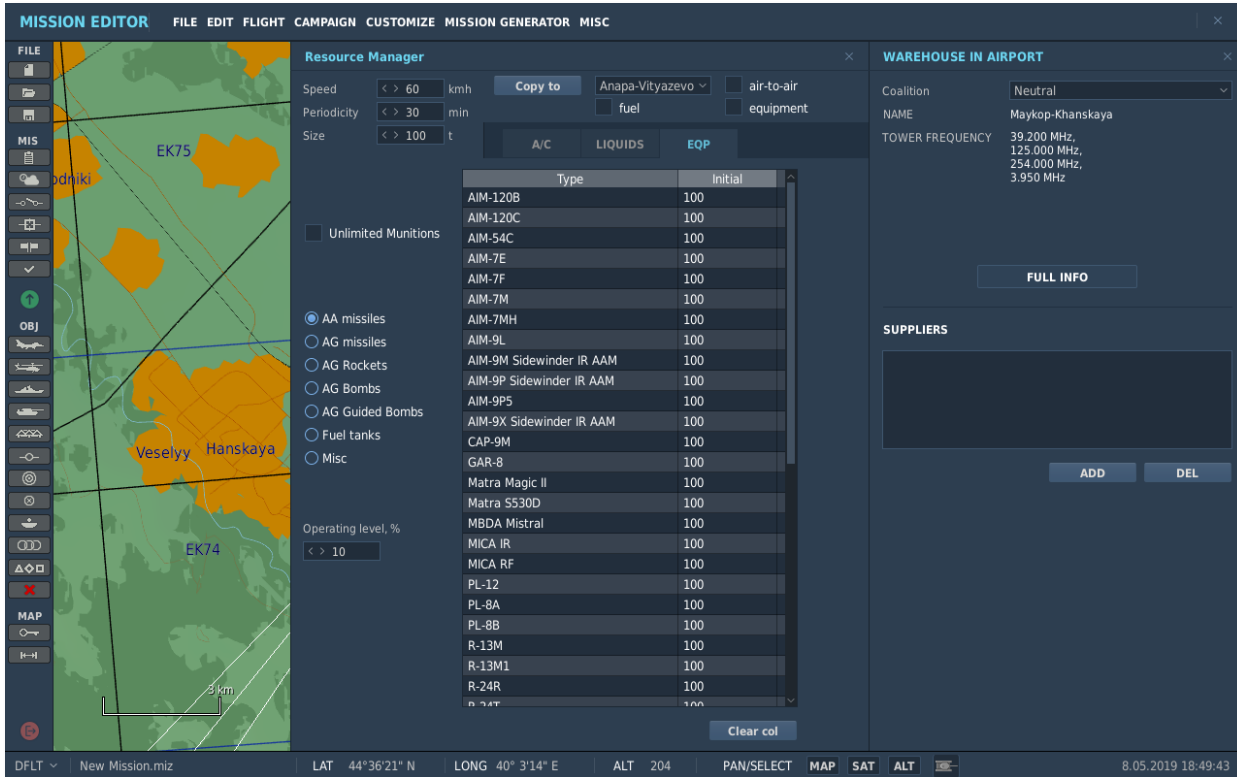 MISSION EDITOR FILE EDIT FLIGHT CAMPAIGN CUSTOMIZE MISSION GENERATOR MISC
FILE
MIS
OBJ
MAP
EK75
odniki
Veselyy Hanskaya
EK74
3 km
Resource Manager
Speed < > 60 kmh
Periodicity < > 30 min
Size < > 100 t
Copy to Anapa-Vityazevo
air-to-air
fuel
equipment
A/C LIQUIDS EQP
Unlimited Munitions
AA missiles
AG missiles
AG Rockets
AG Bombs
AG Guided Bombs
Fuel tanks
Misc
Operating level, %
< > 10
Type Initial
AIM-120B 100
AIM-120C 100
AIM-54C 100
AIM-7E 100
AIM-7F 100
AIM-7M 100
AIM-7MH 100
AIM-9L 100
AIM-9M Sidewinder IR AAM 100
AIM-9P Sidewinder IR AAM 100
AIM-9P5 100
AIM-9X Sidewinder IR AAM 100
CAP-9M 100
GAR-8 100
Matra Magic II 100
Matra S530D 100
MBDA Mistral 100
MICA IR 100
MICA RF 100
PL-12 100
PL-8A 100
PL-8B 100
R-13M 100
R-13M1 100
R-24R 100
R-24T 100
Clear col
WAREHOUSE IN AIRPORT
Coalition Neutral
NAME Maykop-Khanskaya
TOWER FREQUENCY 39.200 MHz,
125.000 MHz,
254.000 MHz,
3.950 MHz
FULL INFO
SUPPLIERS
ADD DEL
DFLT New Mission.miz LAT 44°36'21" N LONG 40° 3'14" E ALT 204 PAN/SELECT MAP SAT ALT 8.05.2019 18:49:43